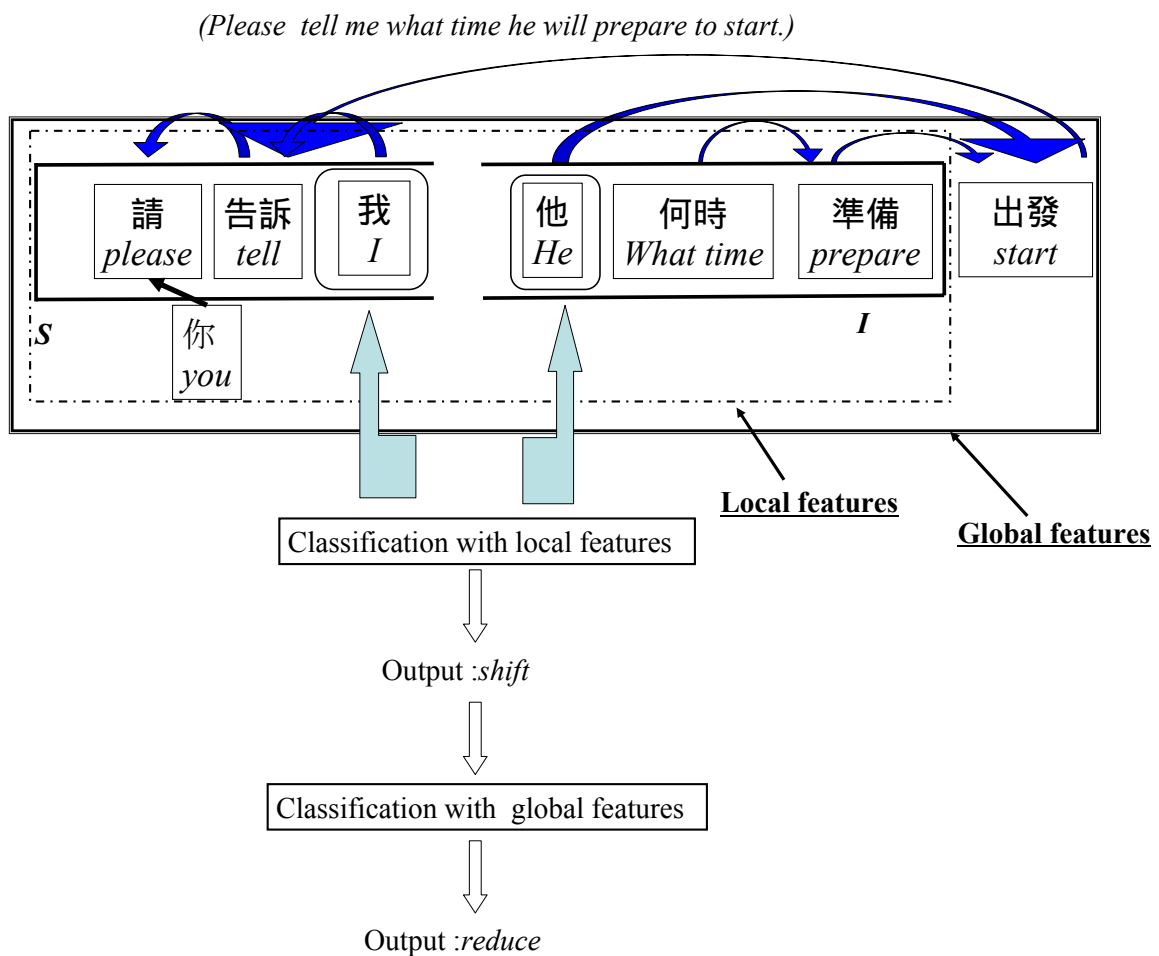 (Please tell me what time he will prepare to start.)
請 告訴 我 他 何時 準備 出發
please tell I He What time prepare start
S 你 I
you
Local features
Global features
Classification with local features
Output :shift
Classification with global features
Output :reduce